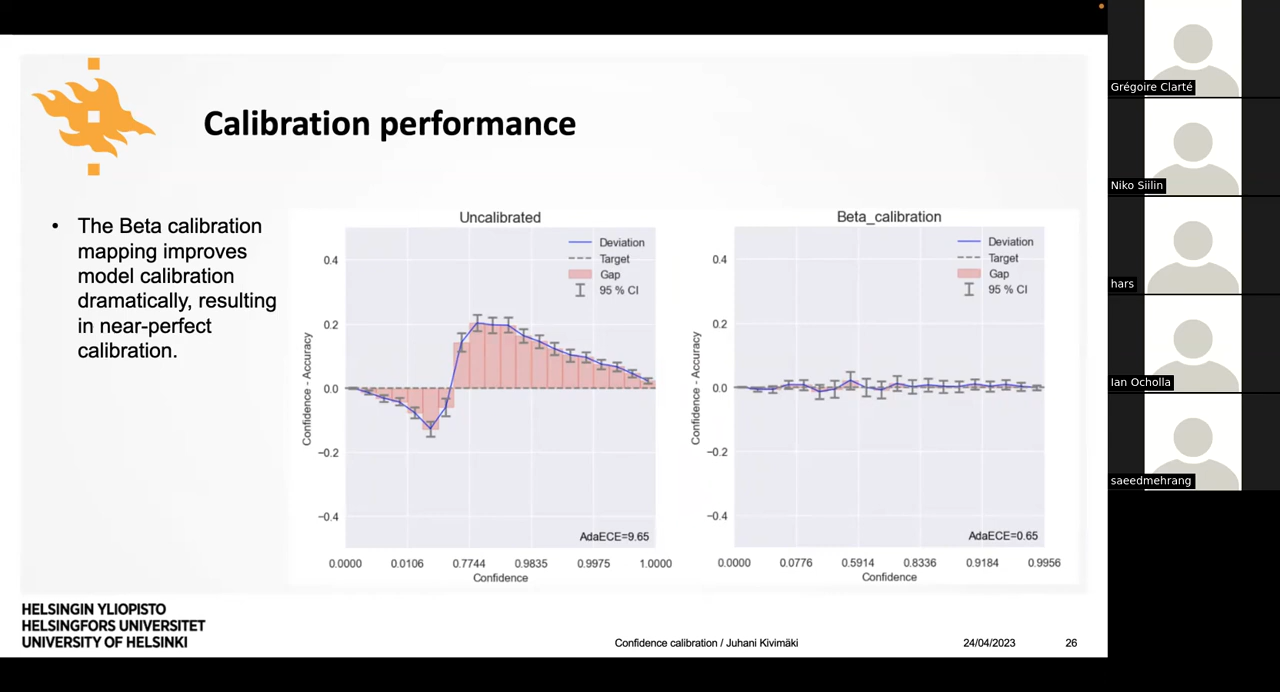 Calibration performance
• The Beta calibration
mapping improves
model calibration
dramatically, resulting
in near-perfect
calibration.
Uncalibrated
Deviation
Target
Gap
95 % CI
0.4
0.2
0.0
−0.2
−0.4
Confidence - Accuracy
AdaECE=9.65
0.0000 0.0106 0.7744 0.9835 0.9975 1.0000
Confidence
Beta_calibration
Deviation
Target
Gap
95 % CI
0.4
0.2
0.0
−0.2
−0.4
Confidence - Accuracy
AdaECE=0.65
0.0000 0.0776 0.5914 0.8336 0.9184 0.9956
Confidence
HELSINGIN YLIOPISTO
HELSINGFORS UNIVERSITET
UNIVERSITY OF HELSINKI
Confidence calibration / Juhani Kivimäki 24/04/2023 26
Grégoire Clarté
Niko Siilin
hars
Ian Ocholla
saeedmehrang